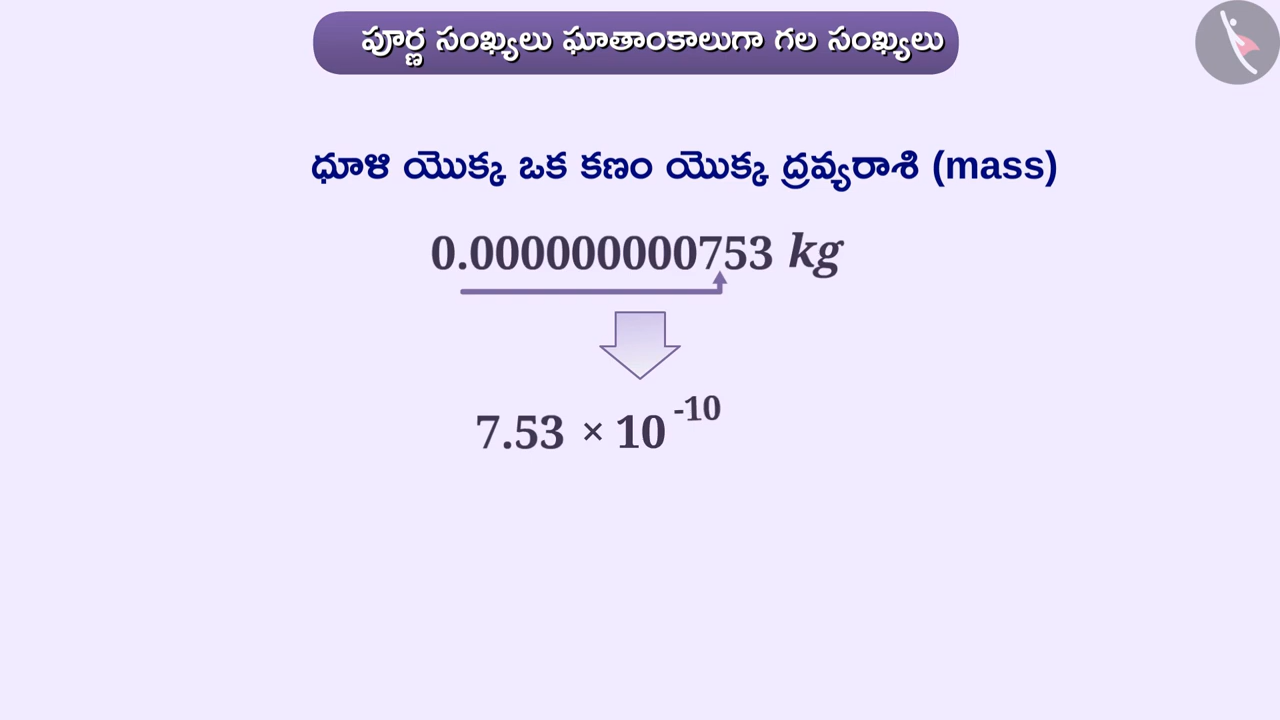 పూర్ణ సంఖ్యలు ఘాతాంకాలుగా గల సంఖ్యలు
ధూళి యొక్క ఒక కణం యొక్క ద్రవ్యరాశి (mass)
0.000000000753 kg
7.53 × 10⁻¹⁰